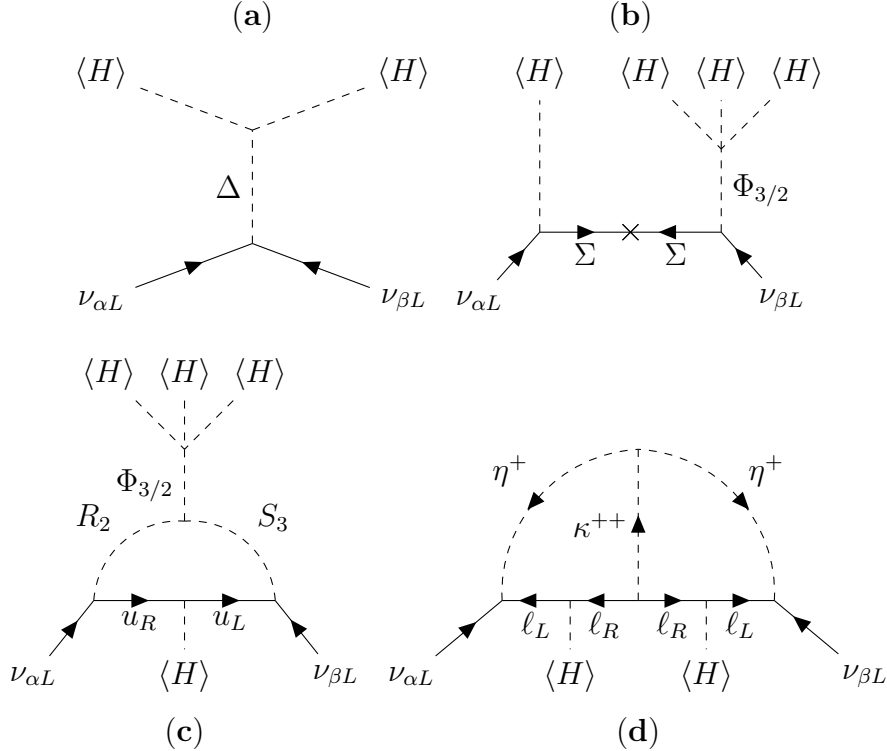 (a) (b)
⟨H⟩ ⟨H⟩ ⟨H⟩ ⟨H⟩ ⟨H⟩ ⟨H⟩
Δ Φ3/2
Σ Σ
ναL νβL ναL νβL
⟨H⟩ ⟨H⟩ ⟨H⟩
Φ3/2 η+ η+
R2 S3 κ++
uR uL ℓL ℓR ℓR ℓL
ναL ⟨H⟩ νβL ναL ⟨H⟩ ⟨H⟩ νβL
(c) (d)